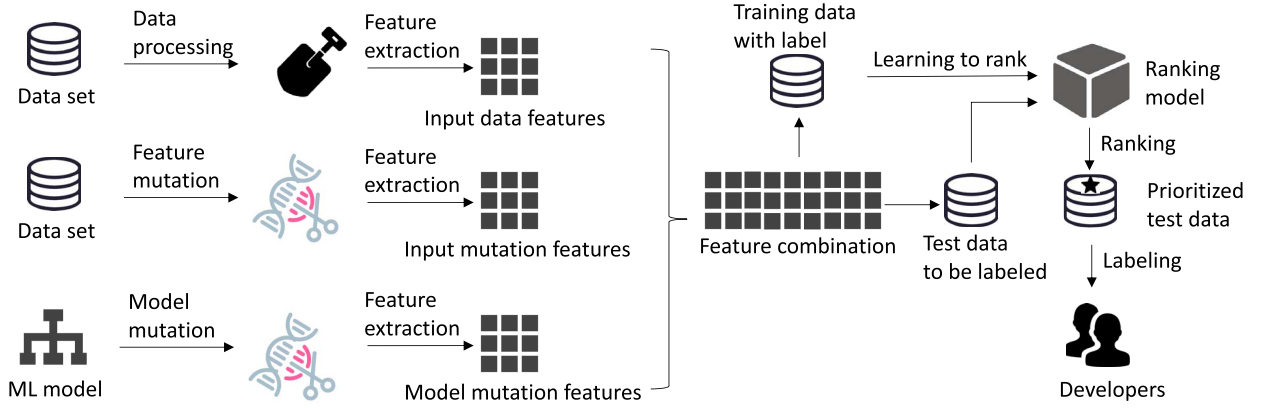 Data
processing
Data set
Feature
extraction
Input data features
Feature
mutation
Data set
Feature
extraction
Input mutation features
Model
mutation
ML model
Feature
extraction
Model mutation features
Feature combination
Training data
with label
Learning to rank
Test data
to be labeled
Ranking
model
Ranking
Prioritized
test data
Labeling
Developers